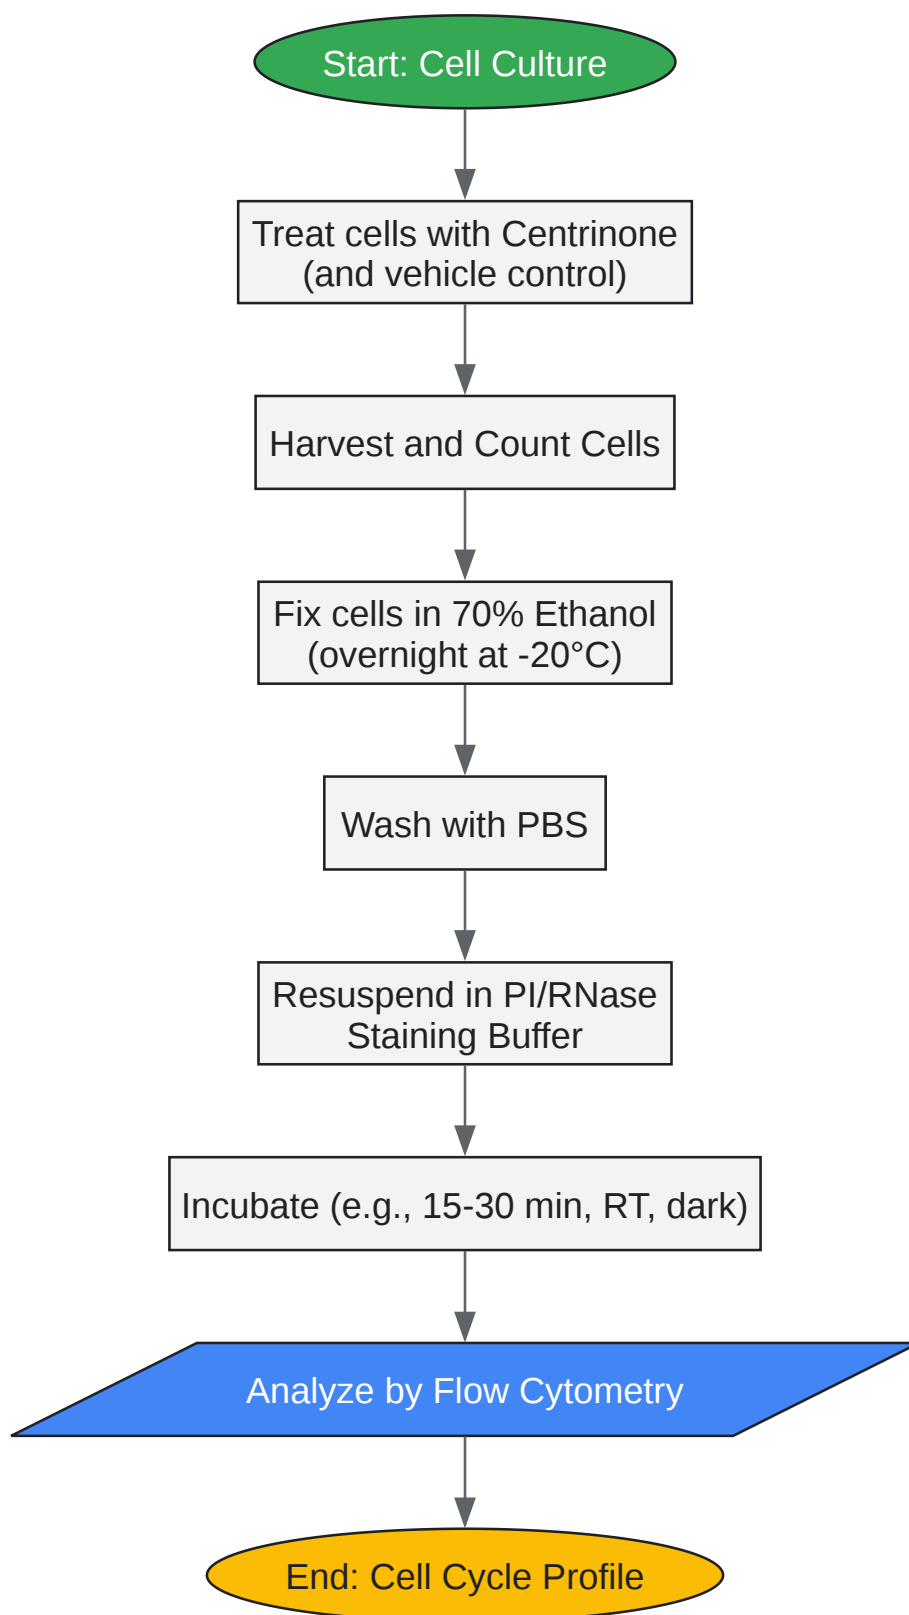 Start: Cell Culture
Treat cells with Centrinone
(and vehicle control)
Harvest and Count Cells
Fix cells in 70% Ethanol
(overnight at -20°C)
Wash with PBS
Resuspend in PI/RNase
Staining Buffer
Incubate (e.g., 15-30 min, RT, dark)
Analyze by Flow Cytometry
End: Cell Cycle Profile